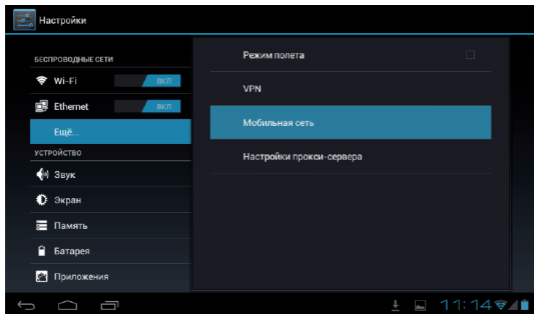 Настройки
БЕСПРОВОДНЫЕ СЕТИ
Wi-Fi ВКЛ
Ethernet ВКЛ
Ещё...
УСТРОЙСТВО
Звук
Экран
Память
Батарея
Приложения
Режим полета
VPN
Мобильная сеть
Настройки прокси-сервера
11:14